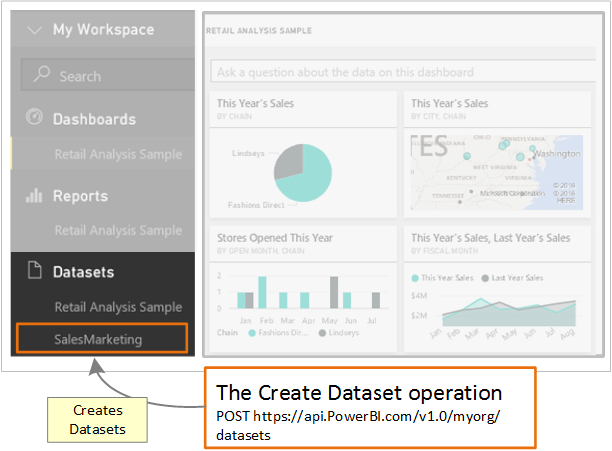 My Workspace
Search
Dashboards
Retail Analysis Sample
Reports
Retail Analysis Sample
Datasets
Retail Analysis Sample
SalesMarketing
RETAIL ANALYSIS SAMPLE
Ask a question about the data on this dashboard
This Year's Sales
BY CHAIN
Lindseys
Fashions Direct
This Year's Sales
BY CITY, CHAIN
TES
OHIO
PENNSYLVANIA
Washington
WEST VIRGINIA
KENTUCKY
VIRGINIA
TENNESSEE
Microsoft Corporation
© 2016
© 2016
HERE
Stores Opened This Year
BY OPEN MONTH, CHAIN
2
1
0
Jan Feb Mar Apr May Jun Jul
Chain Fashions Dir... Lindseys
This Year's Sales, Last Year's Sales
BY FISCAL MONTH
This Year Sales Last Year Sales
$4M
$2M
Jan Feb Mar Apr May Jun Jul Aug
Creates
Datasets
The Create Dataset operation
POST https://api.PowerBI.com/v1.0/myorg/
datasets